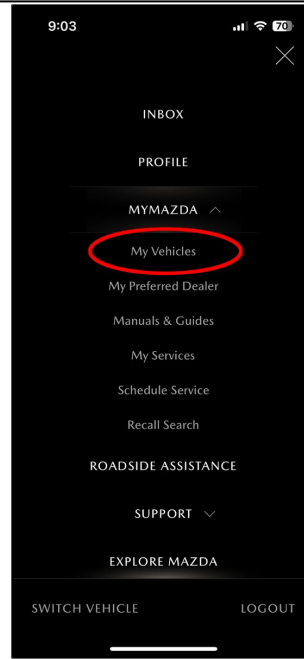 9:03
70
INBOX
PROFILE
MYMAZDA
My Vehicles
My Preferred Dealer
Manuals & Guides
My Services
Schedule Service
Recall Search
ROADSIDE ASSISTANCE
SUPPORT
EXPLORE MAZDA
SWITCH VEHICLE LOGOUT